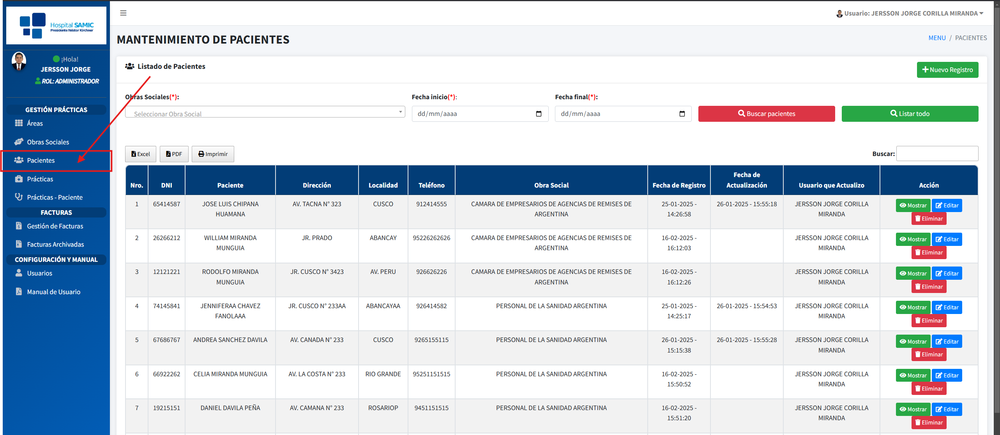 Hospital SAMIC
Presidente Néstor Kirchner
¡Hola!
JERSSON JORGE
ROL: ADMINISTRADOR
GESTIÓN PRÁCTICAS
Áreas
Obras Sociales
Pacientes
Prácticas
Prácticas - Paciente
FACTURAS
Gestión de Facturas
Facturas Archivadas
CONFIGURACIÓN Y MANUAL
Usuarios
Manual de Usuario
Usuario: JERSSON JORGE CORILLA MIRANDA
MANTENIMIENTO DE PACIENTES
MENU / PACIENTES
Listado de Pacientes
Nuevo Registro
Obras Sociales(*): Fecha inicio(*): Fecha final(*):
Seleccionar Obra Social dd/mm/aaaa dd/mm/aaaa Buscar pacientes Listar todo
Excel PDF Imprimir Buscar:
Nro. DNI Paciente Dirección Localidad Teléfono Obra Social Fecha de Registro Fecha de Actualización Usuario que Actualizo Acción
1 65414587 JOSE LUIS CHIPANA HUAMANA AV. TACNA N° 323 CUSCO 912414555 CAMARA DE EMPRESARIOS DE AGENCIAS DE REMISES DE ARGENTINA 25-01-2025 - 14:26:58 26-01-2025 - 15:55:18 JERSSON JORGE CORILLA MIRANDA Mostrar Editar Eliminar
2 26266212 WILLIAM MIRANDA MUNGUIA JR. PRADO ABANCAY 95226262626 CAMARA DE EMPRESARIOS DE AGENCIAS DE REMISES DE ARGENTINA 16-02-2025 - 16:12:03 JERSSON JORGE CORILLA MIRANDA Mostrar Editar Eliminar
3 12121221 RODOLFO MIRANDA MUNGUIA JR. CUSCO N° 3423 AV. PERU 926626226 CAMARA DE EMPRESARIOS DE AGENCIAS DE REMISES DE ARGENTINA 16-02-2025 - 16:12:26 JERSSON JORGE CORILLA MIRANDA Mostrar Editar Eliminar
4 74145841 JENNIFERAA CHAVEZ FANOLAAA JR. CUSCO N° 233AA ABANCAYAA 926414582 PERSONAL DE LA SANIDAD ARGENTINA 25-01-2025 - 14:25:17 26-01-2025 - 15:54:53 JERSSON JORGE CORILLA MIRANDA Mostrar Editar Eliminar
5 67686767 ANDREA SANCHEZ DAVILA AV. CANADA N° 233 CUSCO 9265155115 PERSONAL DE LA SANIDAD ARGENTINA 26-01-2025 - 15:15:38 26-01-2025 - 15:55:28 JERSSON JORGE CORILLA MIRANDA Mostrar Editar Eliminar
6 66922262 CELIA MIRANDA MUNGUIA AV. LA COSTA N° 233 RIO GRANDE 95251151515 PERSONAL DE LA SANIDAD ARGENTINA 16-02-2025 - 15:50:52 JERSSON JORGE CORILLA MIRANDA Mostrar Editar Eliminar
7 19215151 DANIEL DAVILA PEÑA AV. CAMANA N° 233 ROSARIOP 9451151515 PERSONAL DE LA SANIDAD ARGENTINA 16-02-2025 - 15:51:20 JERSSON JORGE CORILLA MIRANDA Mostrar Editar Eliminar